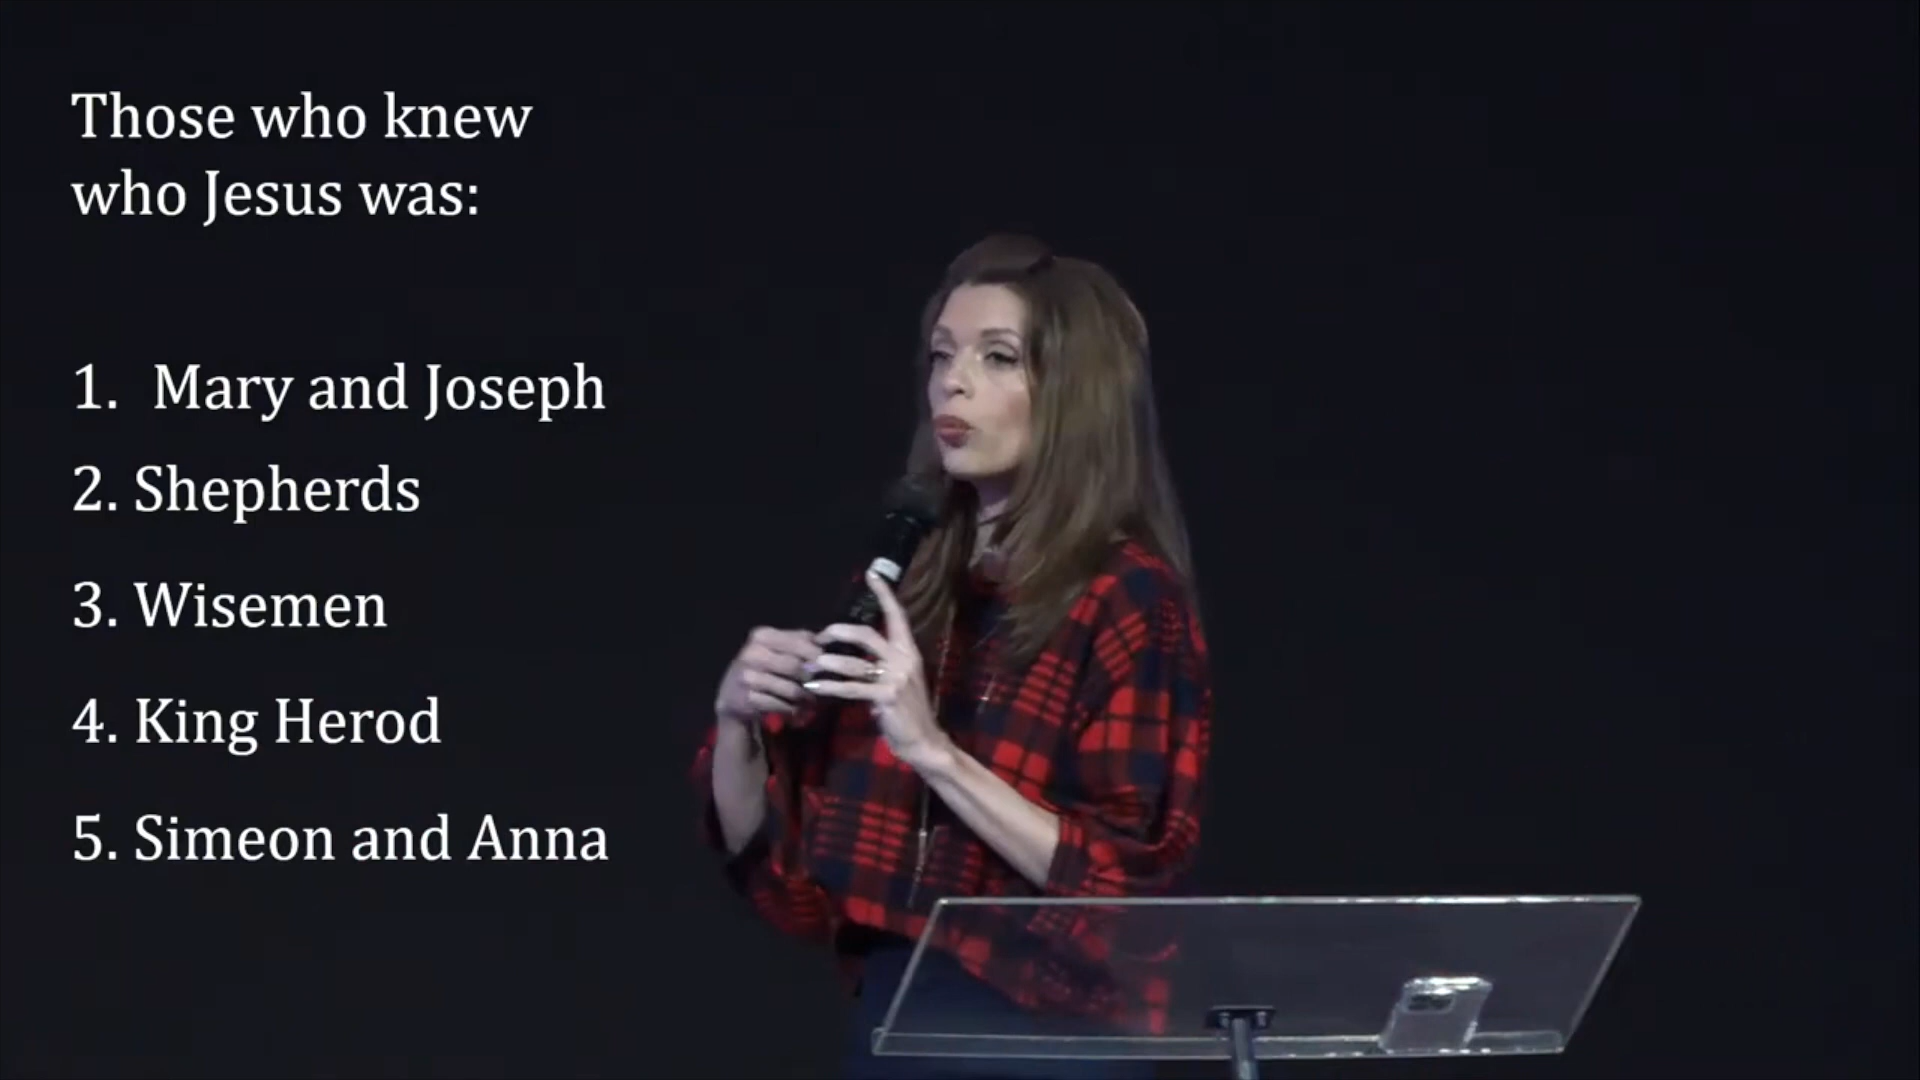 Those who knew
who Jesus was:
1. Mary and Joseph
2. Shepherds
3. Wisemen
4. King Herod
5. Simeon and Anna